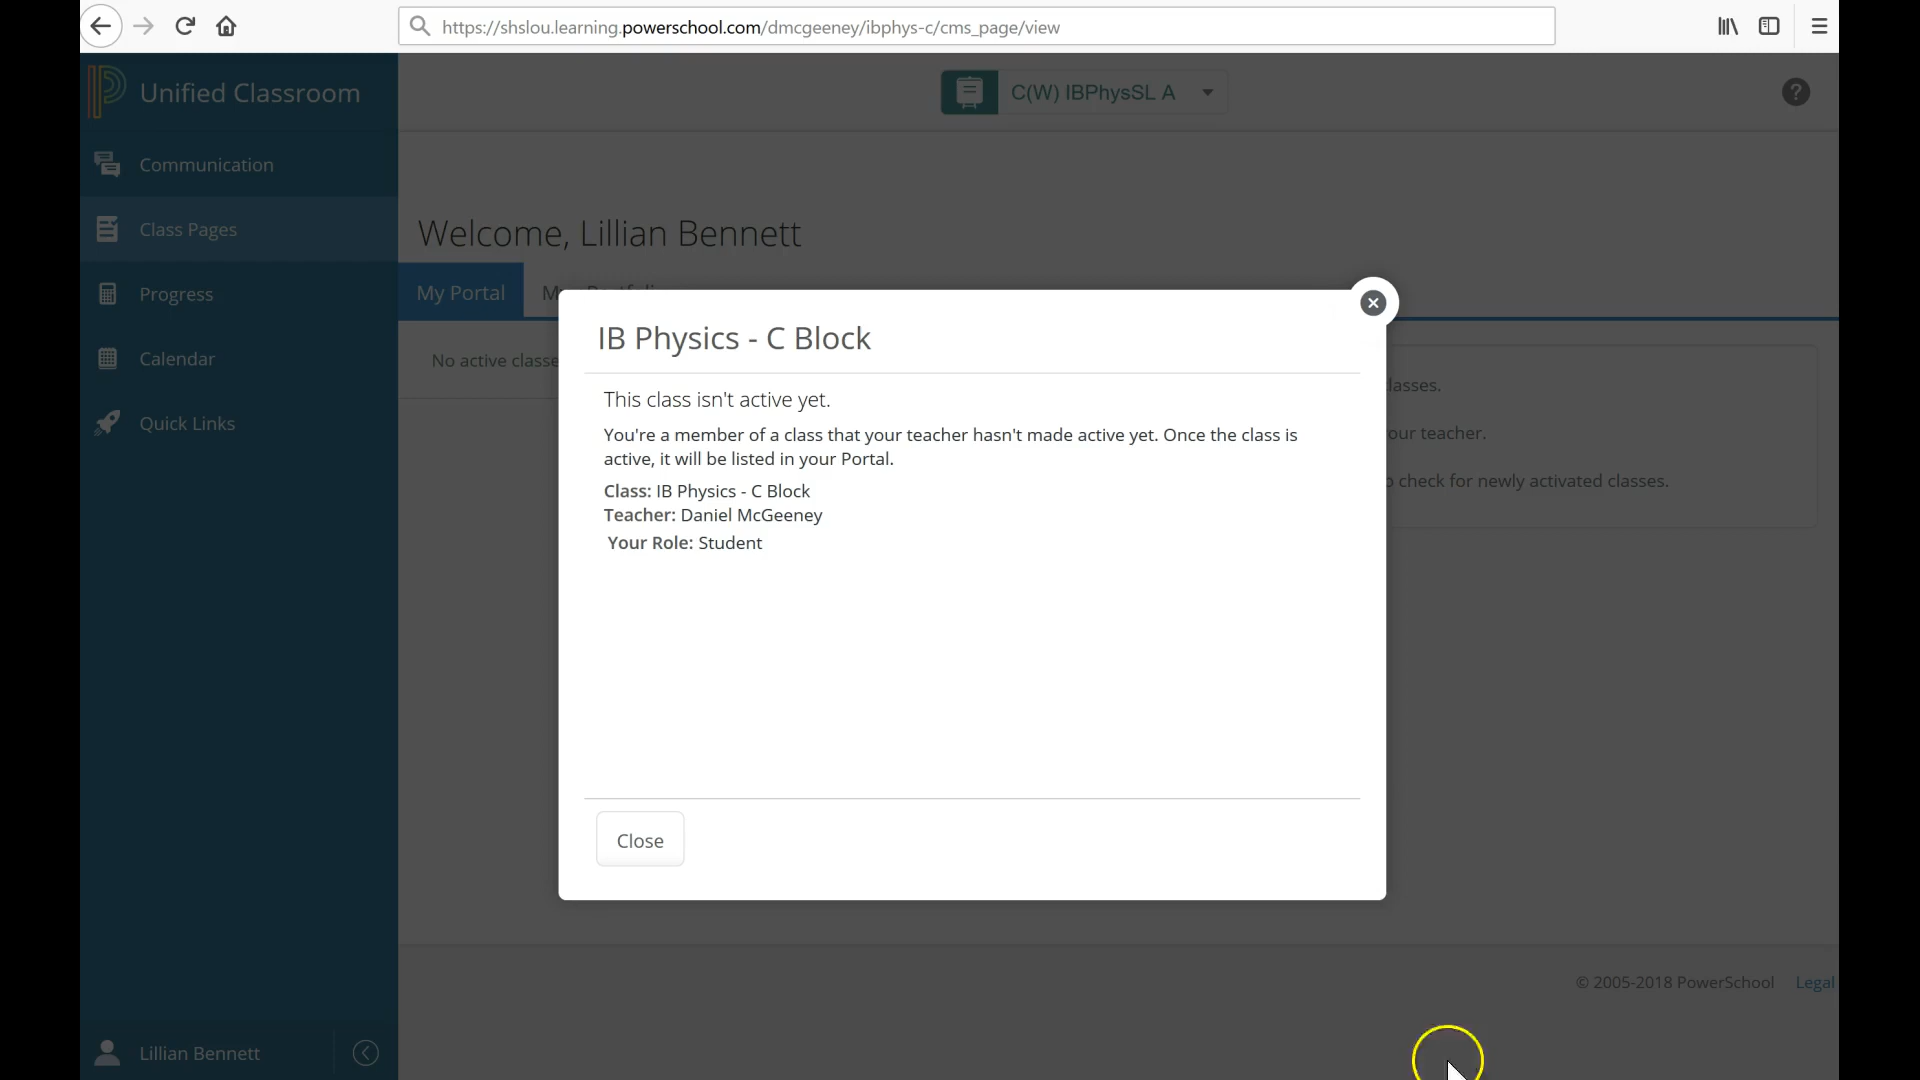 https://shslou.learning.powerschool.com/dmcgeeney/ibphys-c/cms_page/view
Unified Classroom
C(W) IBPhysSL A
?
Communication
Class Pages
Progress
Calendar
Quick Links
Welcome, Lillian Bennett
My Portal
No active classe
IB Physics - C Block
This class isn't active yet.
You're a member of a class that your teacher hasn't made active yet. Once the class is
active, it will be listed in your Portal.
Class: IB Physics - C Block
Teacher: Daniel McGeeney
Your Role: Student
Close
lasses.
our teacher.
o check for newly activated classes.
© 2005-2018 PowerSchool Legal
Lillian Bennett